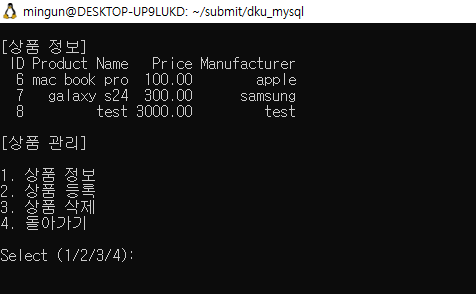 mingun@DESKTOP-UP9LUKD: ~/submit/dku_mysql
[상품 정보]
ID Product Name Price Manufacturer
6 mac book pro 100.00 apple
7 galaxy s24 300.00 samsung
8 test 3000.00 test
[상품 관리]
1. 상품 정보
2. 상품 등록
3. 상품 삭제
4. 돌아가기
Select (1/2/3/4):